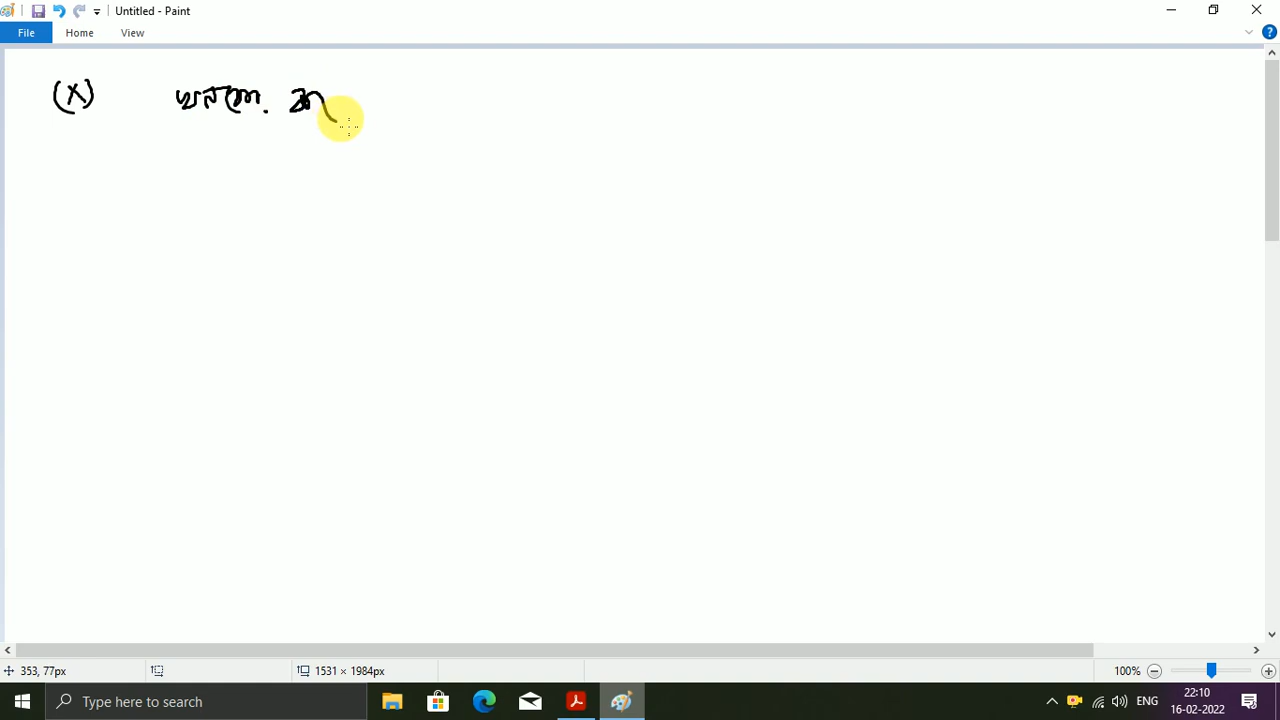 Untitled - Paint
File Home View
(x)
353, 77px 1531 × 1984px 100%
Type here to search ENG 22:10 16-02-2022